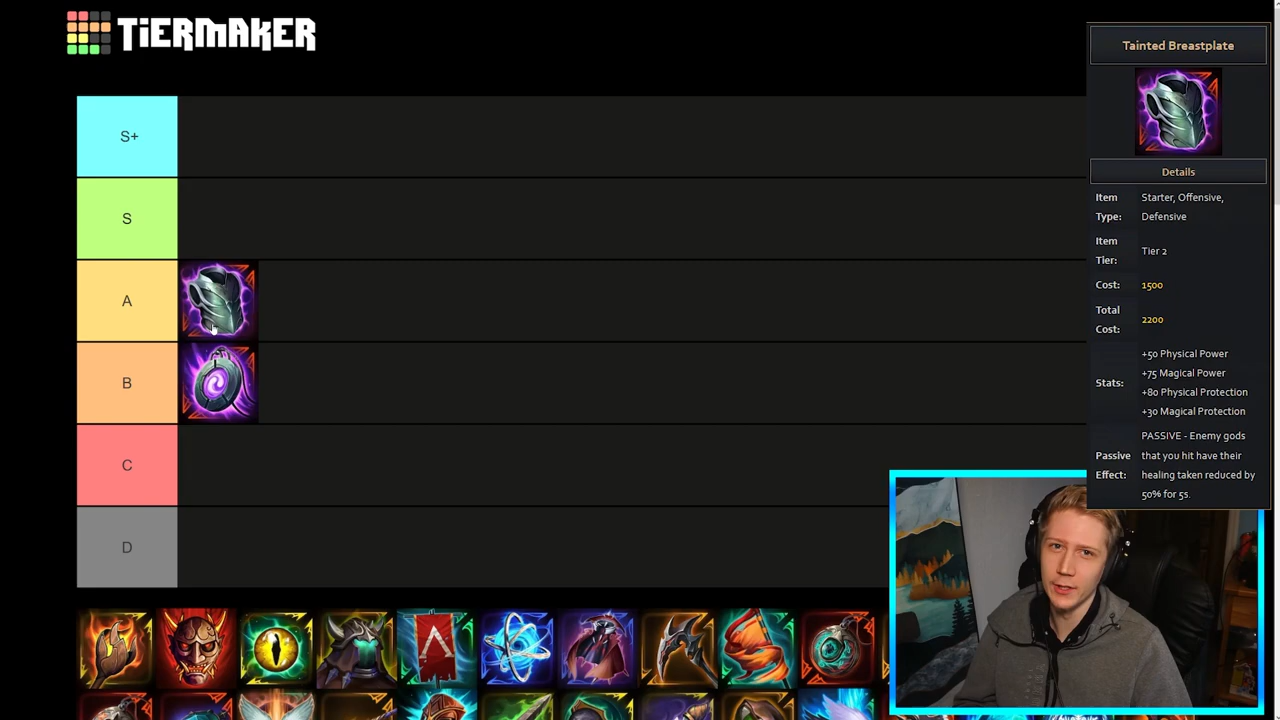 TiERMAKER
S+
S
A
B
C
D
Tainted Breastplate
Details
Item Type:
Starter, Offensive,
Defensive
Item Tier:
Tier 2
Cost:
1500
Total Cost:
2200
Stats:
+50 Physical Power
+75 Magical Power
+80 Physical Protection
+30 Magical Protection
Passive Effect:
PASSIVE - Enemy gods
that you hit have their
healing taken reduced by
50% for 5s.